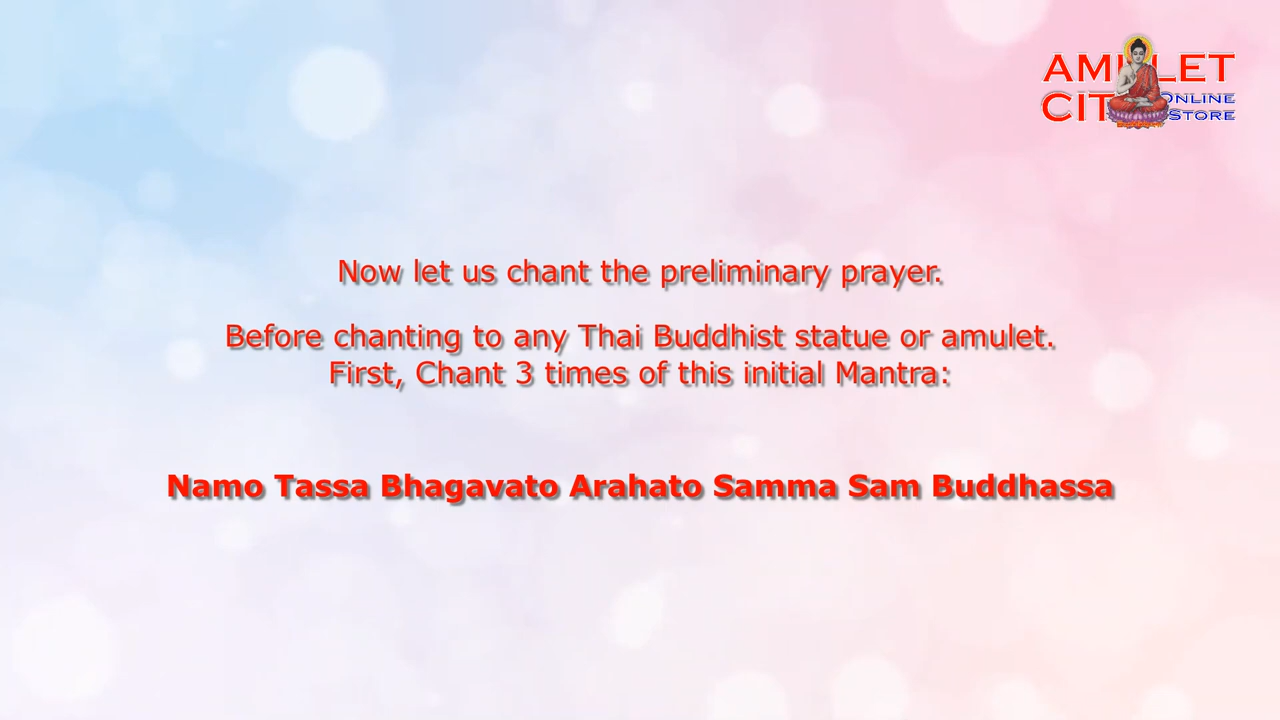 AMULET
CITY ONLINE
STORE
Now let us chant the preliminary prayer.
Before chanting to any Thai Buddhist statue or amulet.
First, Chant 3 times of this initial Mantra:
Namo Tassa Bhagavato Arahato Samma Sam Buddhassa